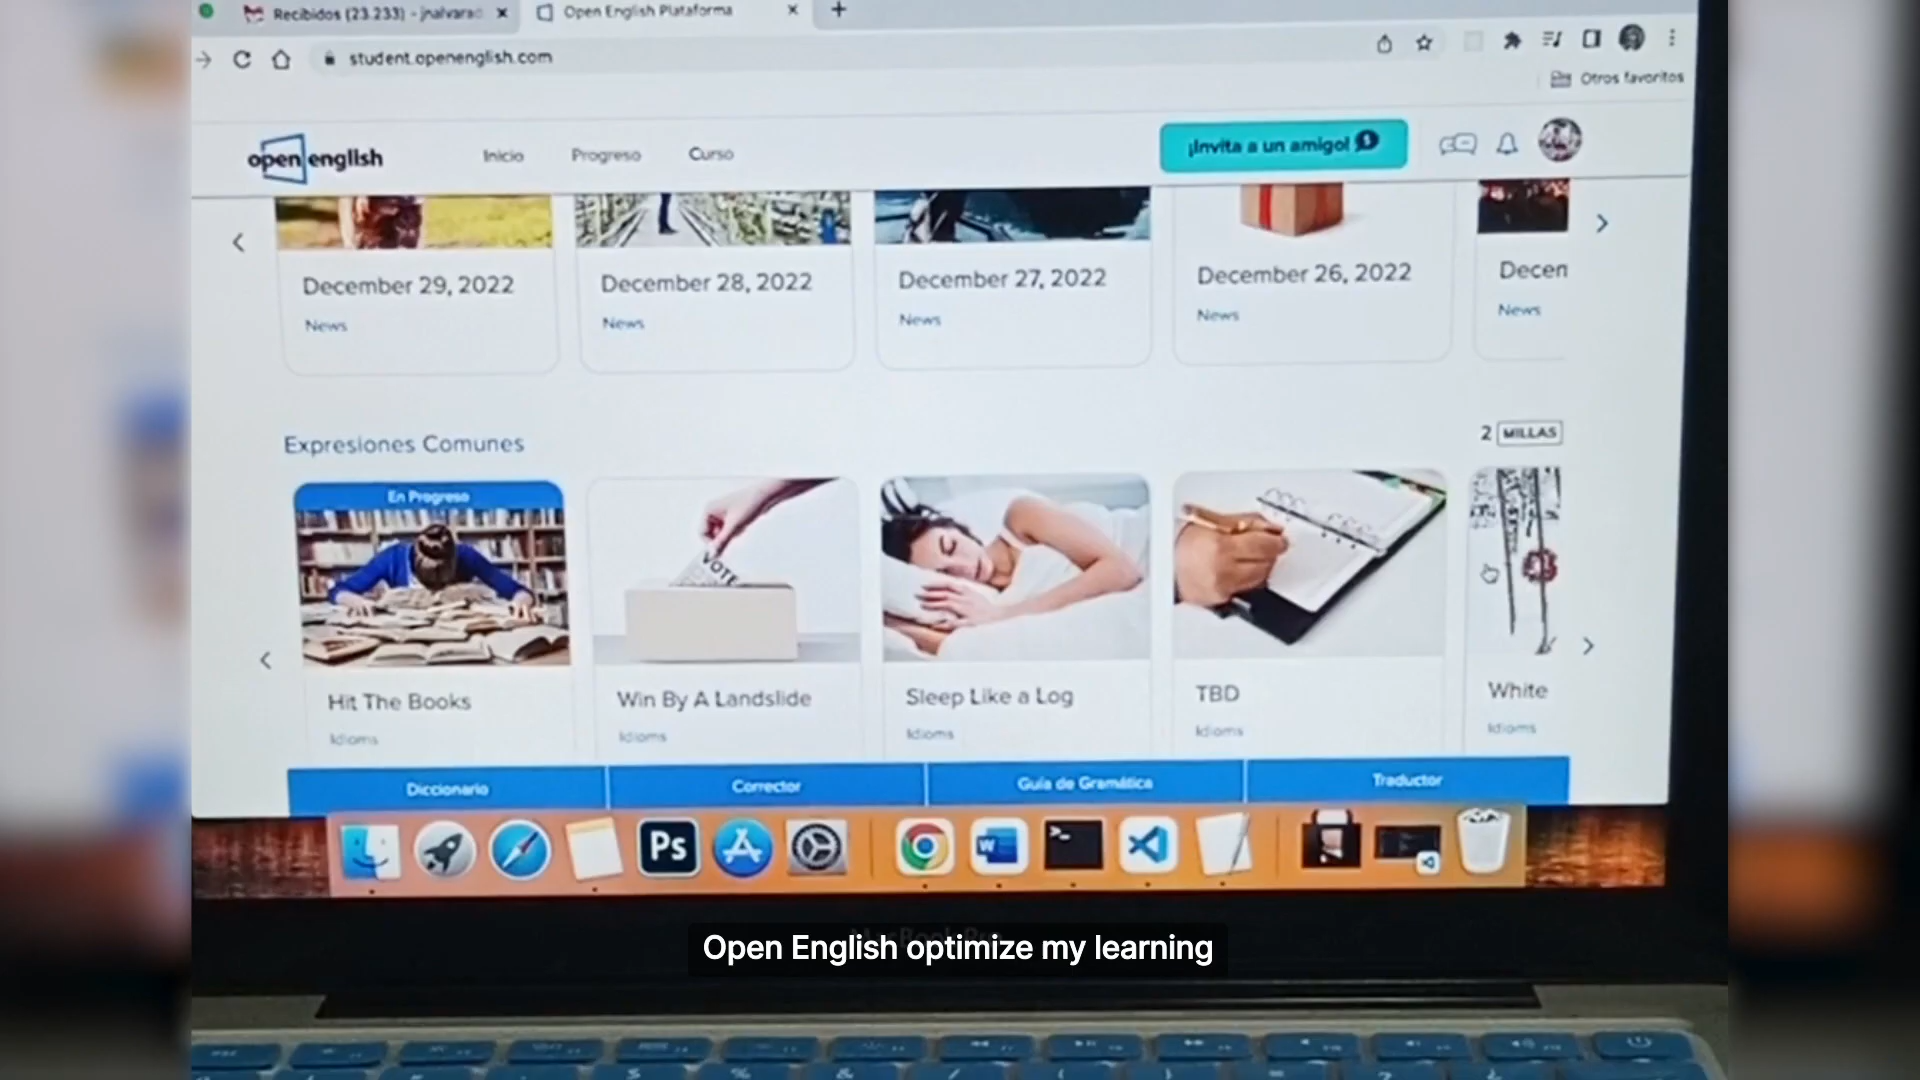 Recibidos (23.233) - jnalvarad
Open English Plataforma
student.openenglish.com
Otros favoritos
open english
Inicio
Progreso
Curso
¡Invita a un amigo!
December 29, 2022
December 28, 2022
December 27, 2022
December 26, 2022
Decen
News
News
News
News
News
Expresiones Comunes
2 MILLAS
En Progreso
VOTE
Hit The Books
Win By A Landslide
Sleep Like a Log
TBD
White
Idioms
Idioms
Idioms
Idioms
Idioms
Diccionario
Corrector
Guía de Gramática
Traductor
Ps
W
Open English optimize my learning